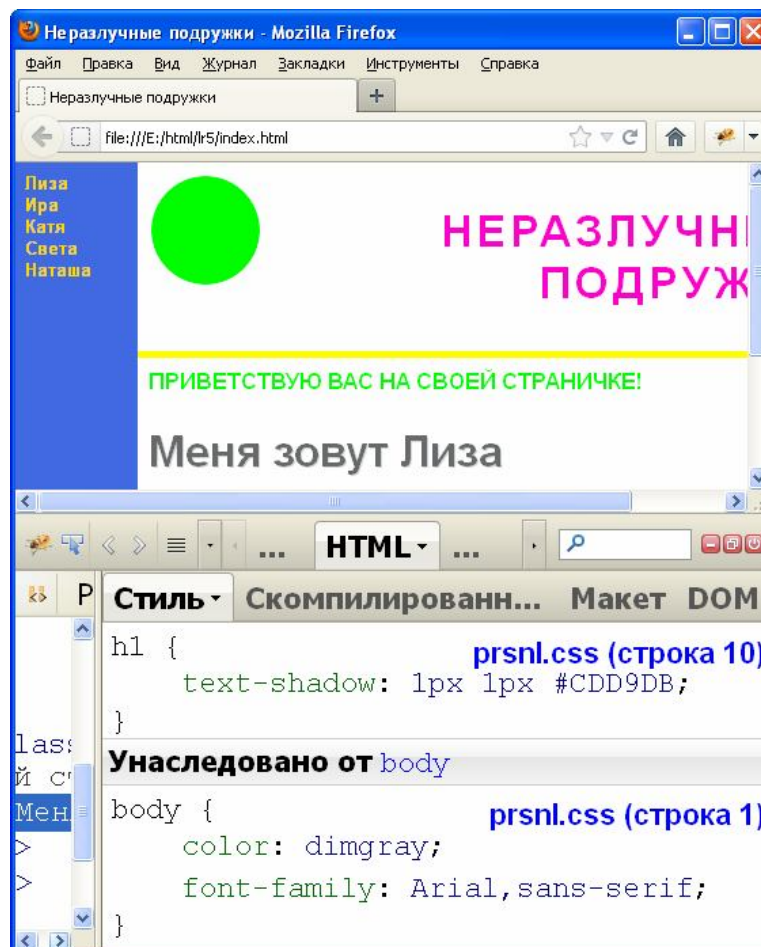 Неразлучные подружки - Mozilla Firefox
Файл Правка Вид Журнал Закладки Инструменты Справка
Неразлучные подружки +
file:///E:/html/lr5/index.html
Лиза
Ира
Катя
Света
Наташа
НЕРАЗЛУЧН
ПОДРУЖ
ПРИВЕТСТВУЮ ВАС НА СВОЕЙ СТРАНИЧКЕ!
Меня зовут Лиза
... HTML ...
P Стиль Скомпилированн... Макет DOM
h1 { prsnl.css (строка 10)
text-shadow: 1px 1px #CDD9DB;
}
lass
Унаследовано от body
й ст
Мен body { prsnl.css (строка 1)
> color: dimgray;
> font-family: Arial,sans-serif;
}